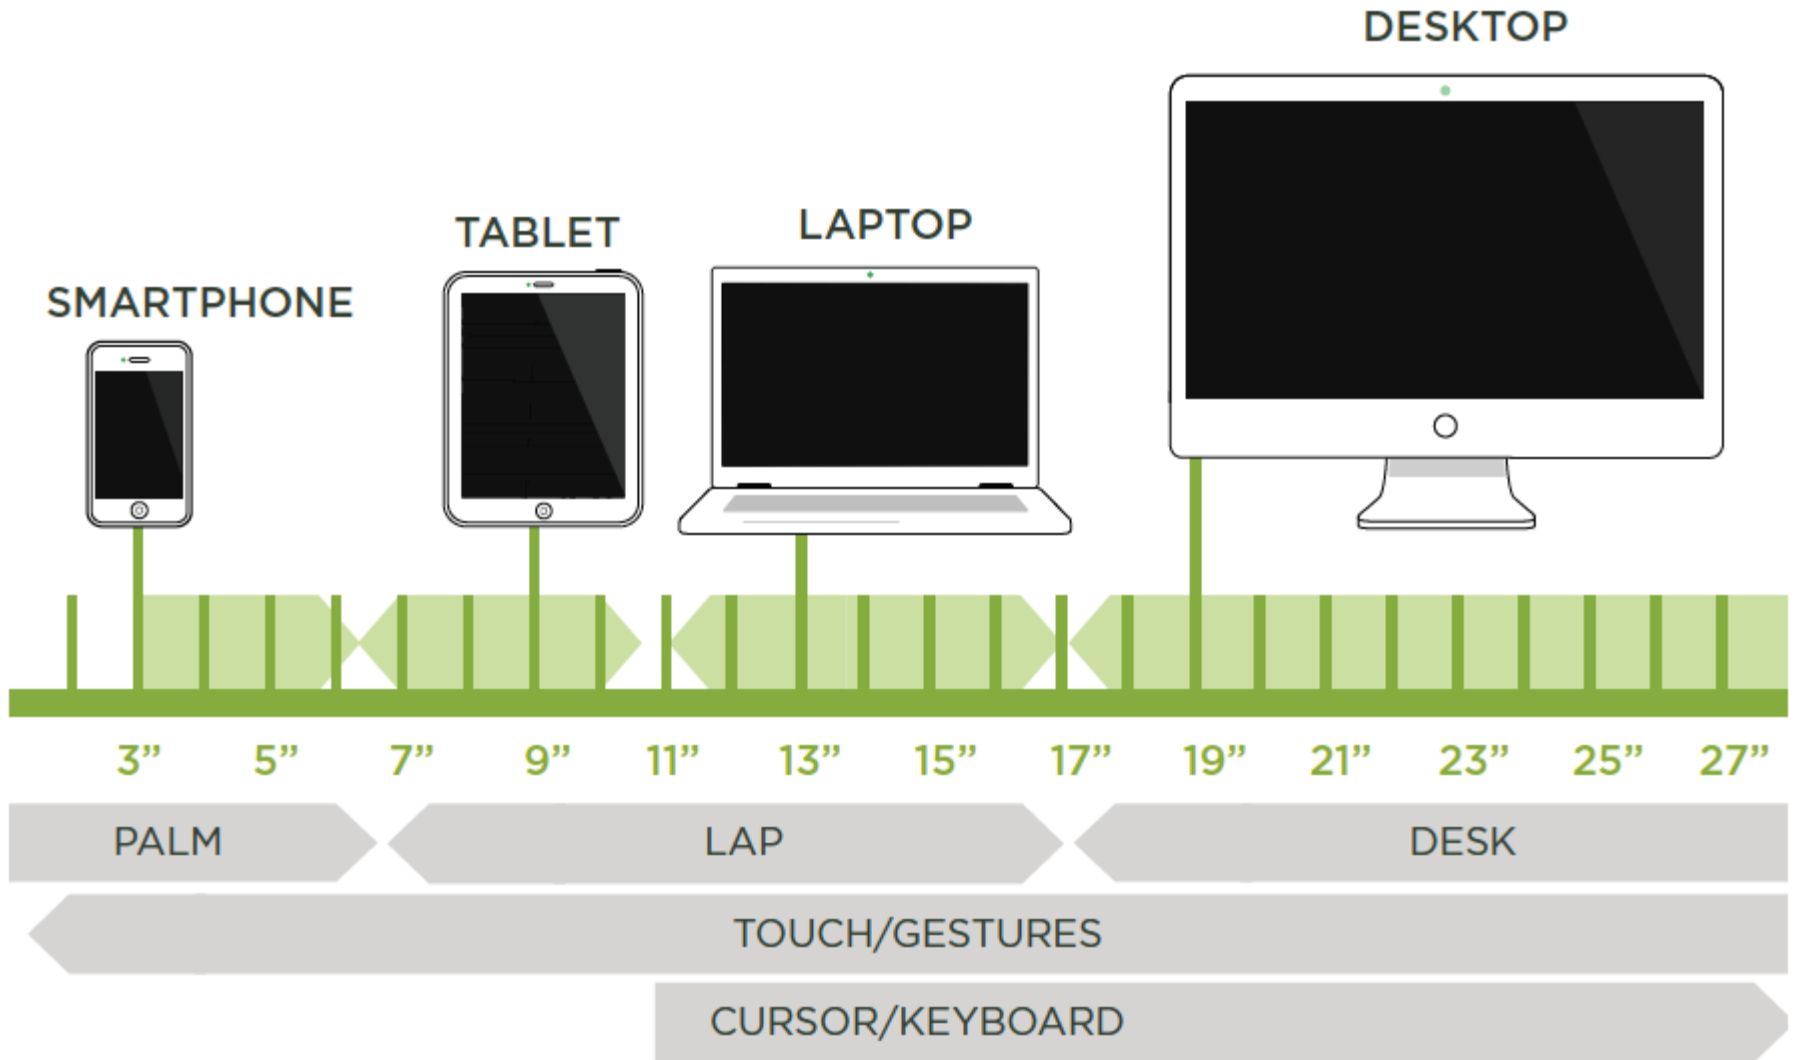 DESKTOP
TABLET
LAPTOP
SMARTPHONE
3” 5” 7” 9” 11” 13” 15” 17” 19” 21” 23” 25” 27”
PALM LAP DESK
TOUCH/GESTURES
CURSOR/KEYBOARD